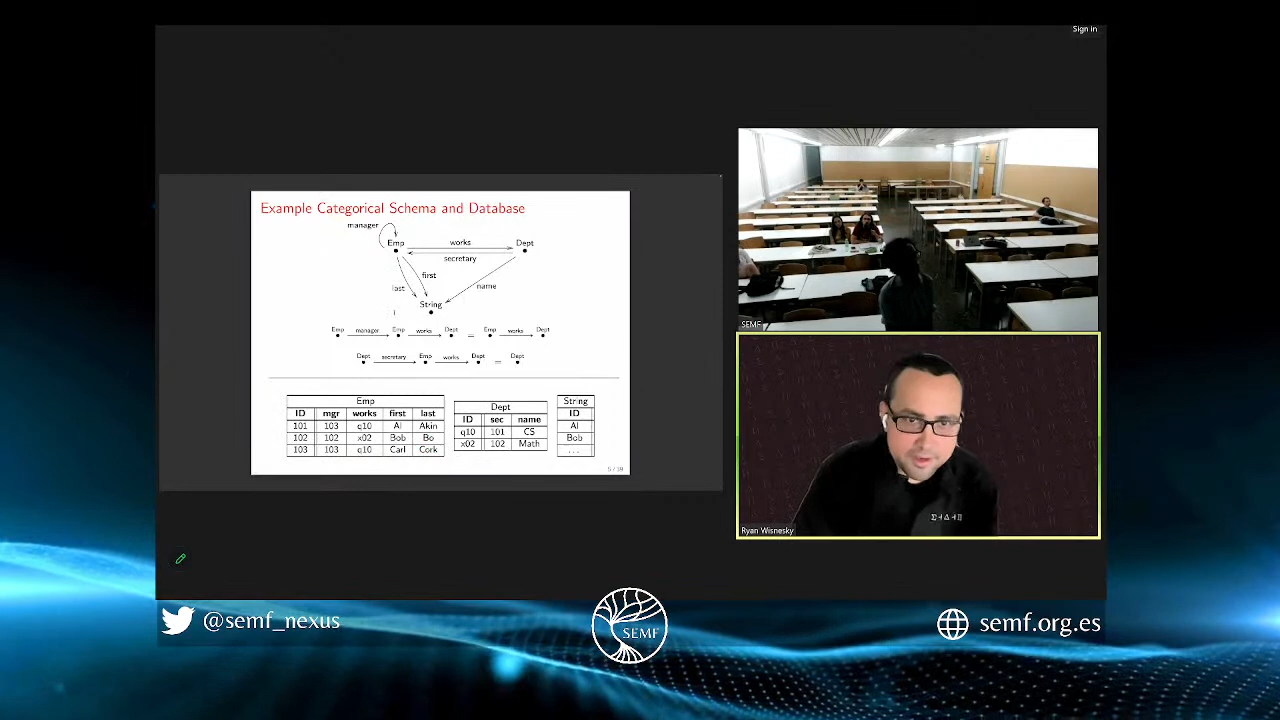 Sign in
Example Categorical Schema and Database
manager
Emp
works
Dept
secretary
first
last
name
String
Emp manager Emp works Dept = Emp works Dept
Dept secretary Emp works Dept = Dept
Emp
ID mgr works first last
101 103 q10 Al Akin
102 102 x02 Bob Bo
103 103 q10 Carl Cork
Dept
ID sec name
q10 101 CS
x02 102 Math
String
ID
Al
Bob
...
5 / 39
SEMF
Ryan Wisnesky
@semf_nexus
SEMF
semf.org.es